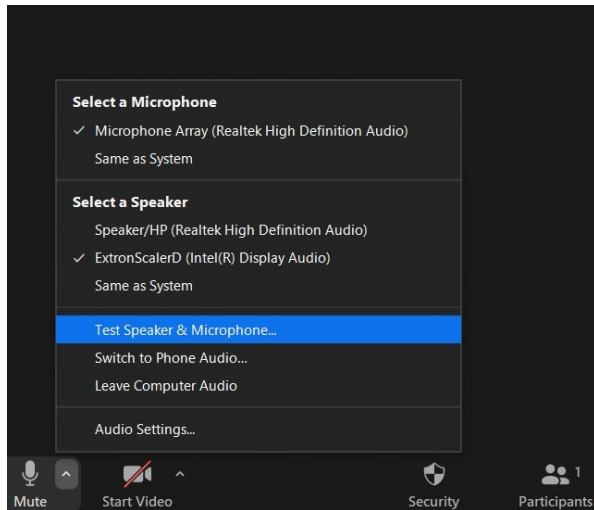 Select a Microphone
Microphone Array (Realtek High Definition Audio)
Same as System
Select a Speaker
Speaker/HP (Realtek High Definition Audio)
ExtronScalerD (Intel(R) Display Audio)
Same as System
Test Speaker & Microphone...
Switch to Phone Audio...
Leave Computer Audio
Audio Settings...
1
Mute Start Video Security Participants